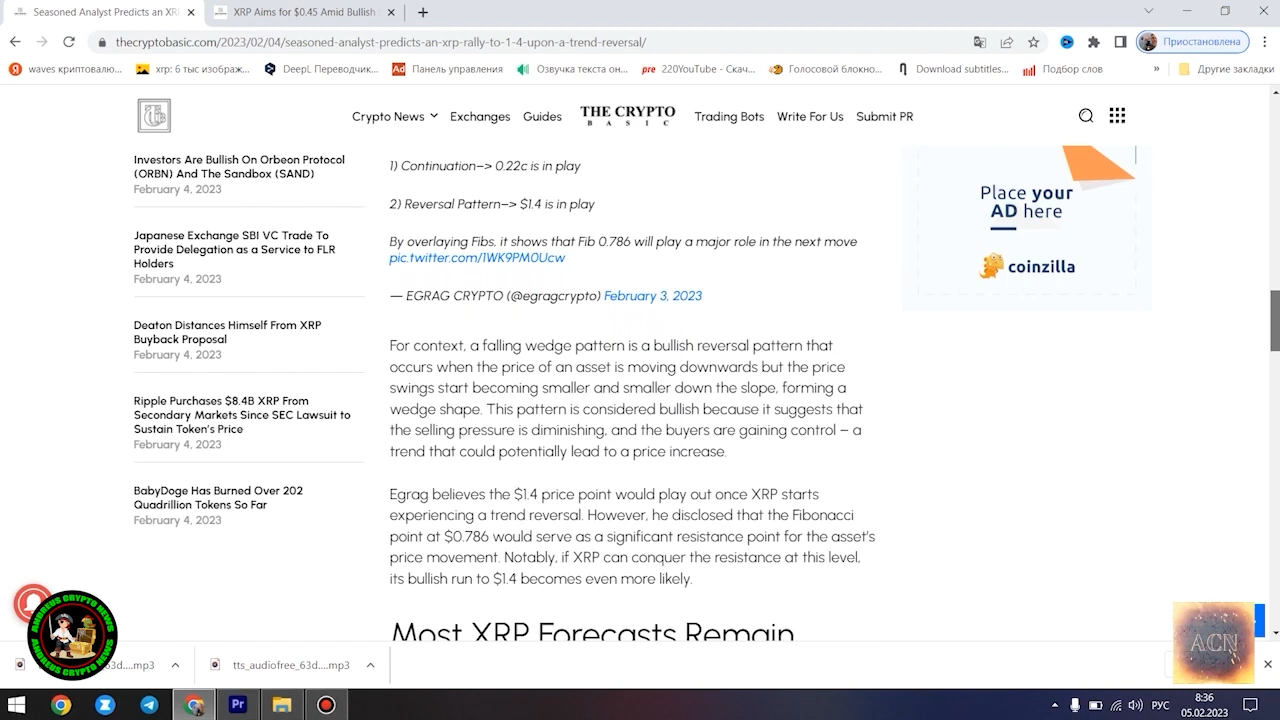 Seasoned Analyst Predicts an XR
XRP Aims for $0.45 Amid Bullish
thecryptobasic.com/2023/02/04/seasoned-analyst-predicts-an-xrp-rally-to-1-4-upon-a-trend-reversal/
Приостановлена
waves криптовалю...
xrp: 6 тыс изображ...
DeepL Переводчик...
Панель управления
Озвучка текста он...
220YouTube - Скач...
Голосовой блокно...
Download subtitles...
Подбор слов
»
Другие закладки
Crypto News
Exchanges
Guides
THE CRYPTO
BASIC
Trading Bots
Write For Us
Submit PR
Investors Are Bullish On Orbeon Protocol
(ORBN) And The Sandbox (SAND)
February 4, 2023
Japanese Exchange SBI VC Trade To
Provide Delegation as a Service to FLR
Holders
February 4, 2023
Deaton Distances Himself From XRP
Buyback Proposal
February 4, 2023
Ripple Purchases $8.4B XRP From
Secondary Markets Since SEC Lawsuit to
Sustain Token's Price
February 4, 2023
BabyDoge Has Burned Over 202
Quadrillion Tokens So Far
February 4, 2023
1) Continuation–> 0.22c is in play
2) Reversal Pattern–> $1.4 is in play
By overlaying Fibs, it shows that Fib 0.786 will play a major role in the next move
pic.twitter.com/1WK9PM0Ucw
— EGRAG CRYPTO (@egragcrypto) February 3, 2023
For context, a falling wedge pattern is a bullish reversal pattern that
occurs when the price of an asset is moving downwards but the price
swings start becoming smaller and smaller down the slope, forming a
wedge shape. This pattern is considered bullish because it suggests that
the selling pressure is diminishing, and the buyers are gaining control – a
trend that could potentially lead to a price increase.
Egrag believes the $1.4 price point would play out once XRP starts
experiencing a trend reversal. However, he disclosed that the Fibonacci
point at $0.786 would serve as a significant resistance point for the asset's
price movement. Notably, if XRP can conquer the resistance at this level,
its bullish run to $1.4 becomes even more likely.
Most XRP Forecasts Remain
Place your
AD here
coinzilla
ANDREUS CRYPTO NEWS
ANDREUS CRYPTO NEWS
ACN
63d....mp3
tts_audiofree_63d....mp3
РУС
8:36
05.02.2023